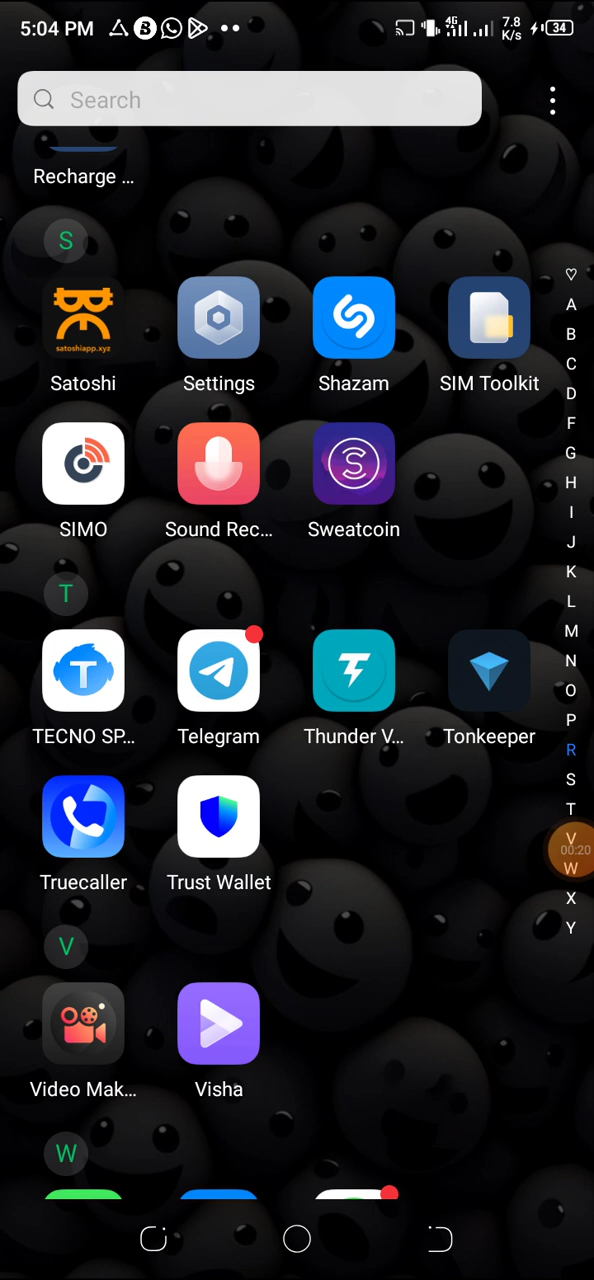 5:04 PM
4G
7.8
K/s
34
Search
Recharge ...
S
satoshiapp.xyz
Satoshi
Settings
Shazam
SIM Toolkit
SIMO
Sound Rec...
Sweatcoin
T
TECNO SP...
Telegram
Thunder V...
Tonkeeper
Truecaller
Trust Wallet
V
Video Mak...
Visha
W
A
B
C
D
F
G
H
I
J
K
L
M
N
O
P
R
S
T
V
00:20
W
X
Y